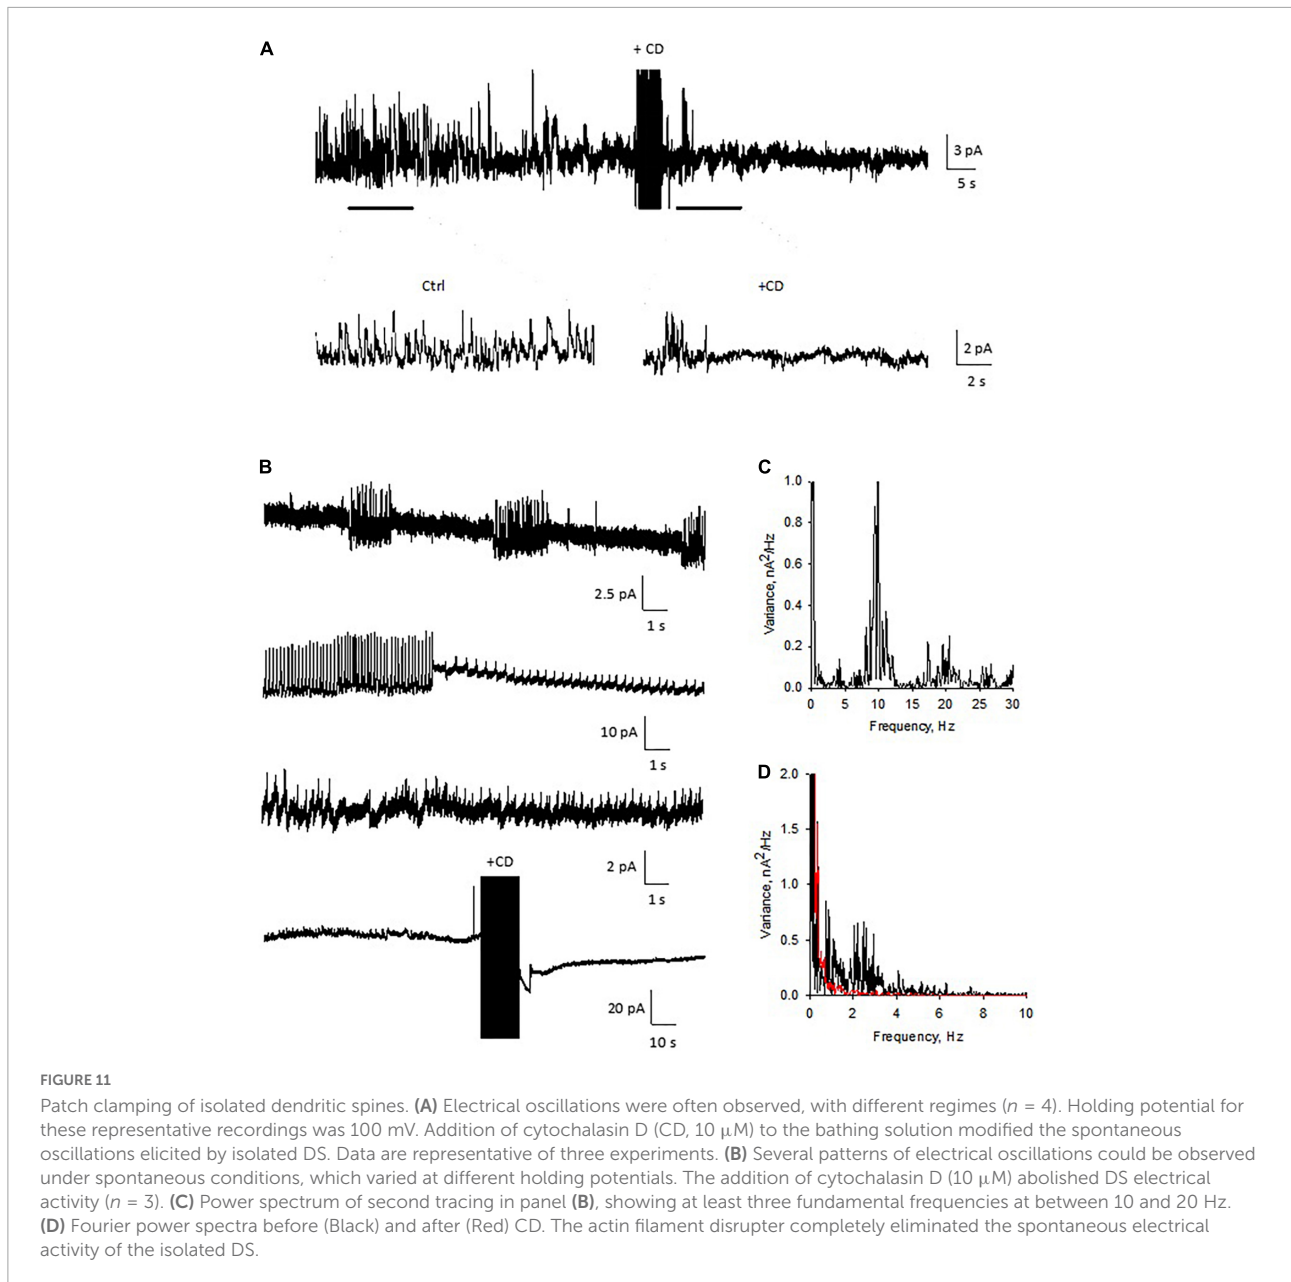 A
+ CD
3 pA
5 s
Ctrl
+CD
2 pA
2 s
B
2.5 pA
1 s
10 pA
1 s
2 pA
1 s
+CD
20 pA
10 s
C
1.0
0.8
0.6
0.4
0.2
0.0
Variance, nA2/Hz
0 5 10 15 20 25 30
Frequency, Hz
D
2.0
1.5
1.0
0.5
0.0
Variance, nA2/Hz
0 2 4 6 8 10
Frequency, Hz
FIGURE 11
Patch clamping of isolated dendritic spines. (A) Electrical oscillations were often observed, with different regimes (n = 4). Holding potential for
these representative recordings was 100 mV. Addition of cytochalasin D (CD, 10 μM) to the bathing solution modified the spontaneous
oscillations elicited by isolated DS. Data are representative of three experiments. (B) Several patterns of electrical oscillations could be observed
under spontaneous conditions, which varied at different holding potentials. The addition of cytochalasin D (10 μM) abolished DS electrical
activity (n = 3). (C) Power spectrum of second tracing in panel (B), showing at least three fundamental frequencies at between 10 and 20 Hz.
(D) Fourier power spectra before (Black) and after (Red) CD. The actin filament disrupter completely eliminated the spontaneous electrical
activity of the isolated DS.